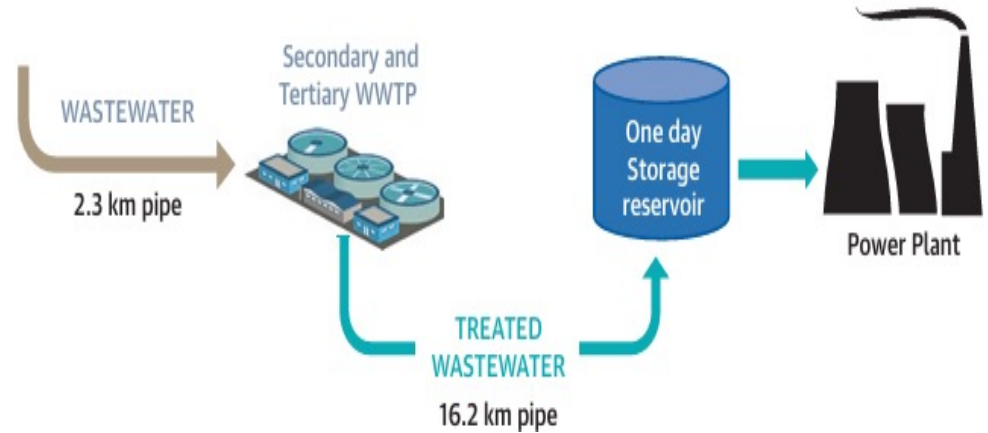 WASTEWATER
2.3 km pipe
Secondary and
Tertiary WWTP
TREATED
WASTEWATER
16.2 km pipe
One day
Storage
reservoir
Power Plant